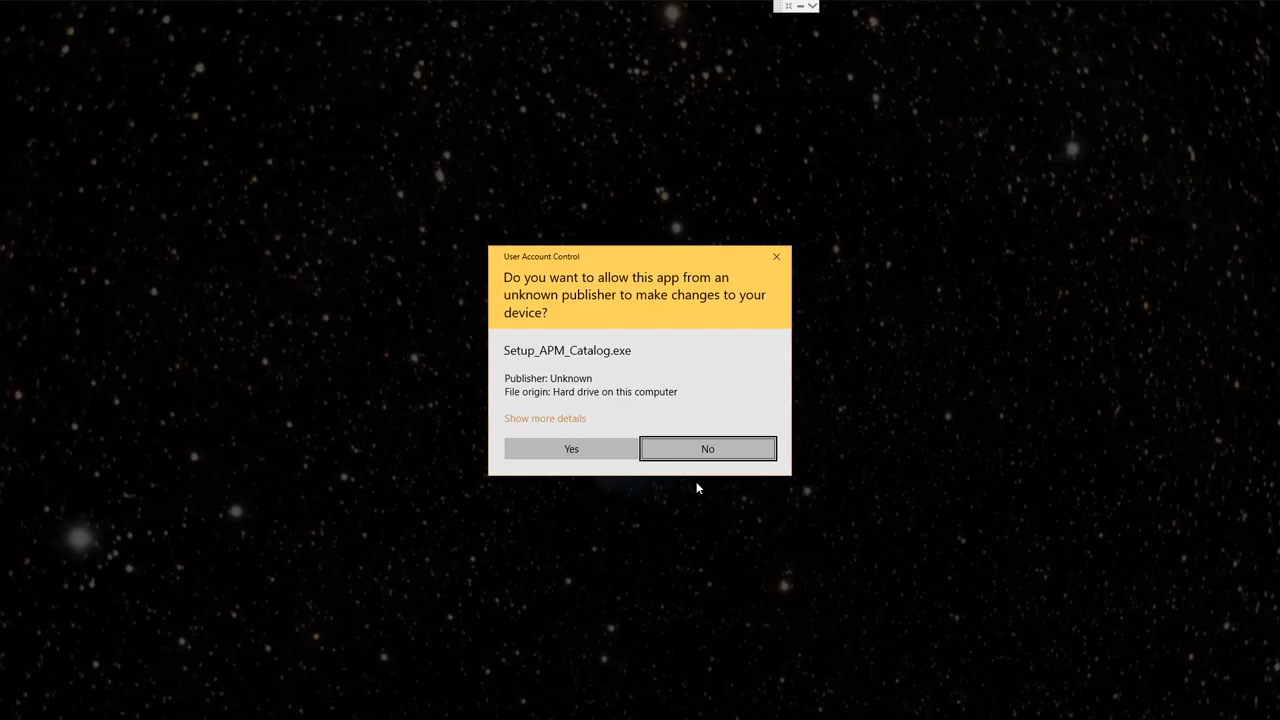 User Account Control
Do you want to allow this app from an
unknown publisher to make changes to your
device?
Setup_APM_Catalog.exe
Publisher: Unknown
File origin: Hard drive on this computer
Show more details
Yes
No